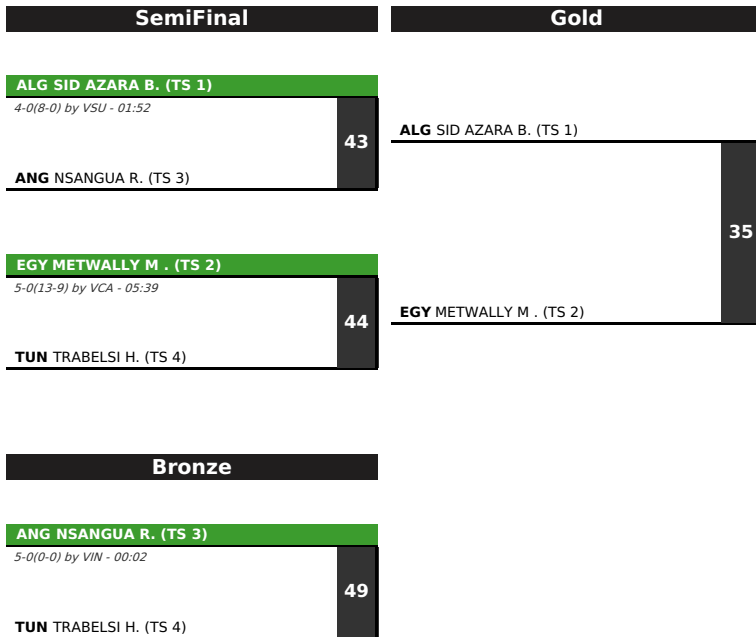 SemiFinal
Gold
ALG SID AZARA B. (TS 1)
4-0(8-0) by VSU - 01:52
43
ANG NSANGUA R. (TS 3)
ALG SID AZARA B. (TS 1)
35
EGY METWALLY M . (TS 2)
EGY METWALLY M . (TS 2)
5-0(13-9) by VCA - 05:39
44
TUN TRABELSI H. (TS 4)
Bronze
ANG NSANGUA R. (TS 3)
5-0(0-0) by VIN - 00:02
49
TUN TRABELSI H. (TS 4)